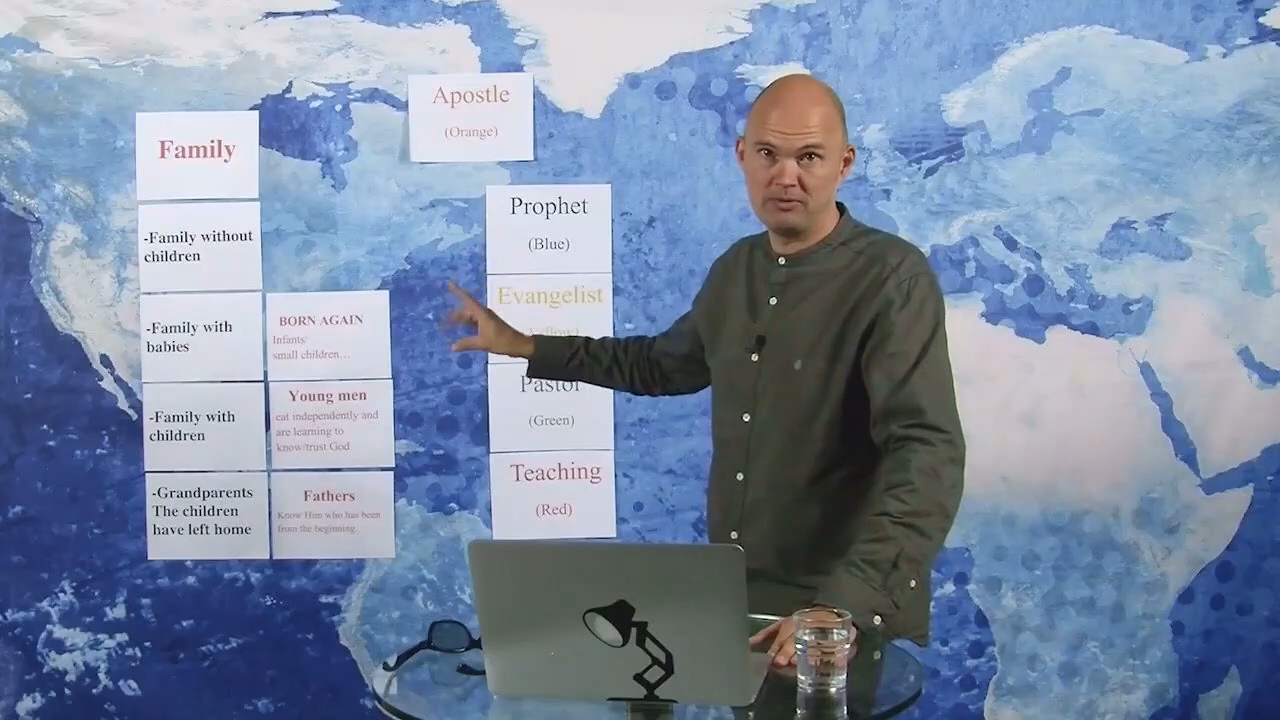 Family
-Family without
children
-Family with
babies
-Family with
children
-Grandparents
The children
have left home
BORN AGAIN
Infants/
small children…
Young men
eat independently and
are learning to
know/trust God
Fathers
Know Him who has been
from the beginning.
Apostle
(Orange)
Prophet
(Blue)
Evangelist
Pastor
(Green)
Teaching
(Red)